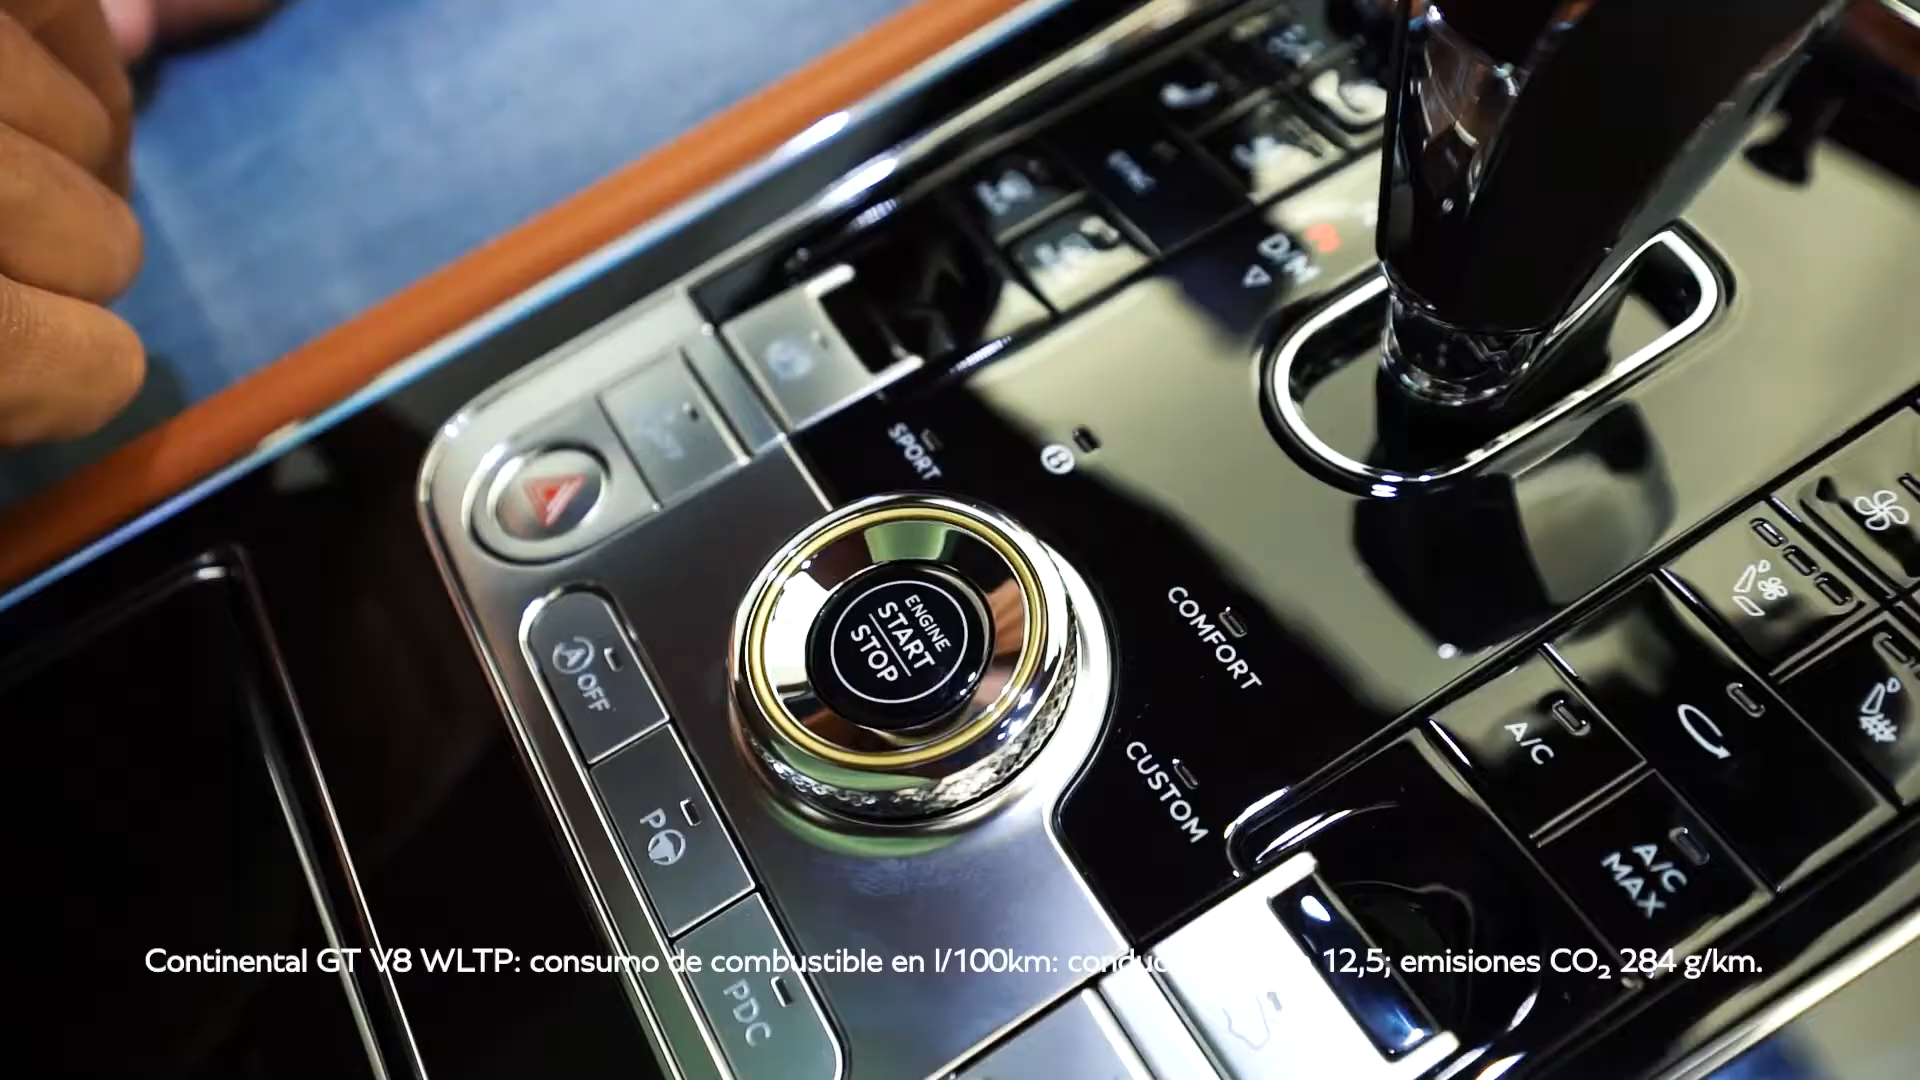 SYNC
D/M
SPORT
B
COMFORT
CUSTOM
ENGINE
START
STOP
A OFF
P
PDC
A/C
A/C
MAX
Continental GT V8 WLTP: consumo de combustible en l/100km: 12,5; emisiones CO₂ 284 g/km.